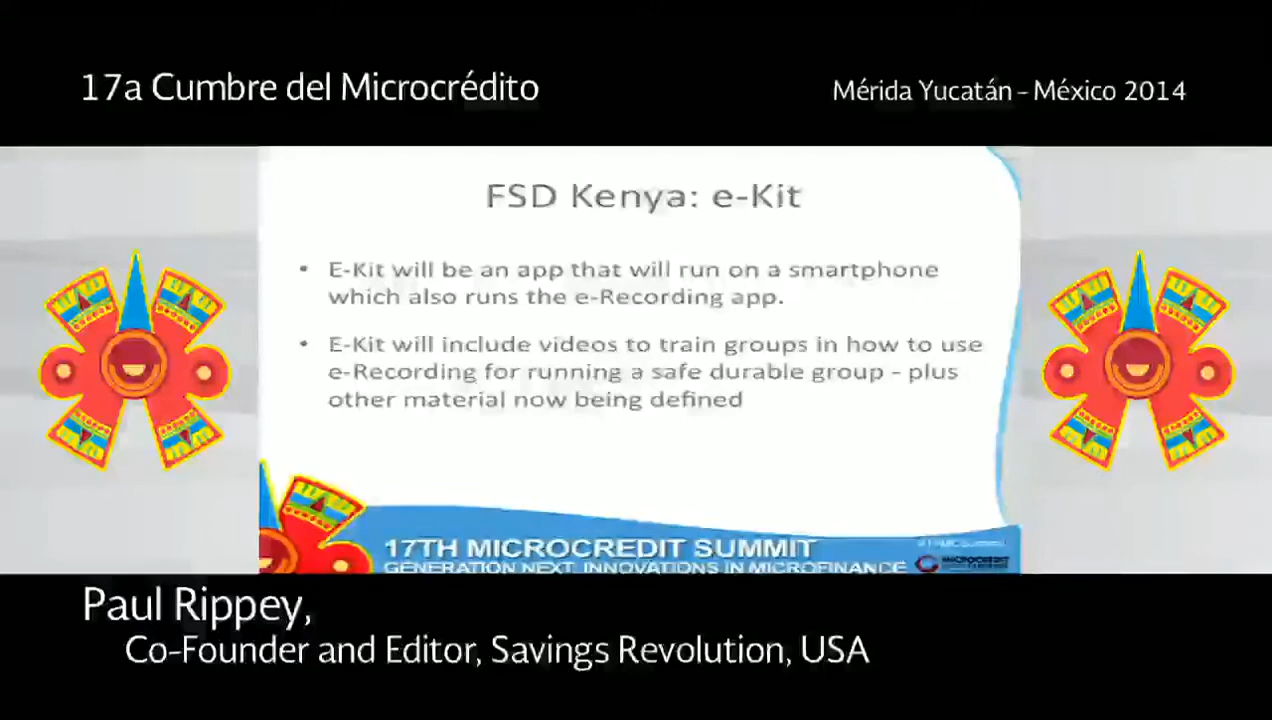 17a Cumbre del Microcrédito
Mérida Yucatán - México 2014
FSD Kenya: e-Kit
• E-Kit will be an app that will run on a smartphone
which also runs the e-Recording app.
• E-Kit will include videos to train groups in how to use
e-Recording for running a safe durable group - plus
other material now being defined
17TH MICROCREDIT SUMMIT
GENERATION NEXT: INNOVATIONS IN MICROFINANCE
MICROCREDIT
Paul Rippey,
Co-Founder and Editor, Savings Revolution, USA